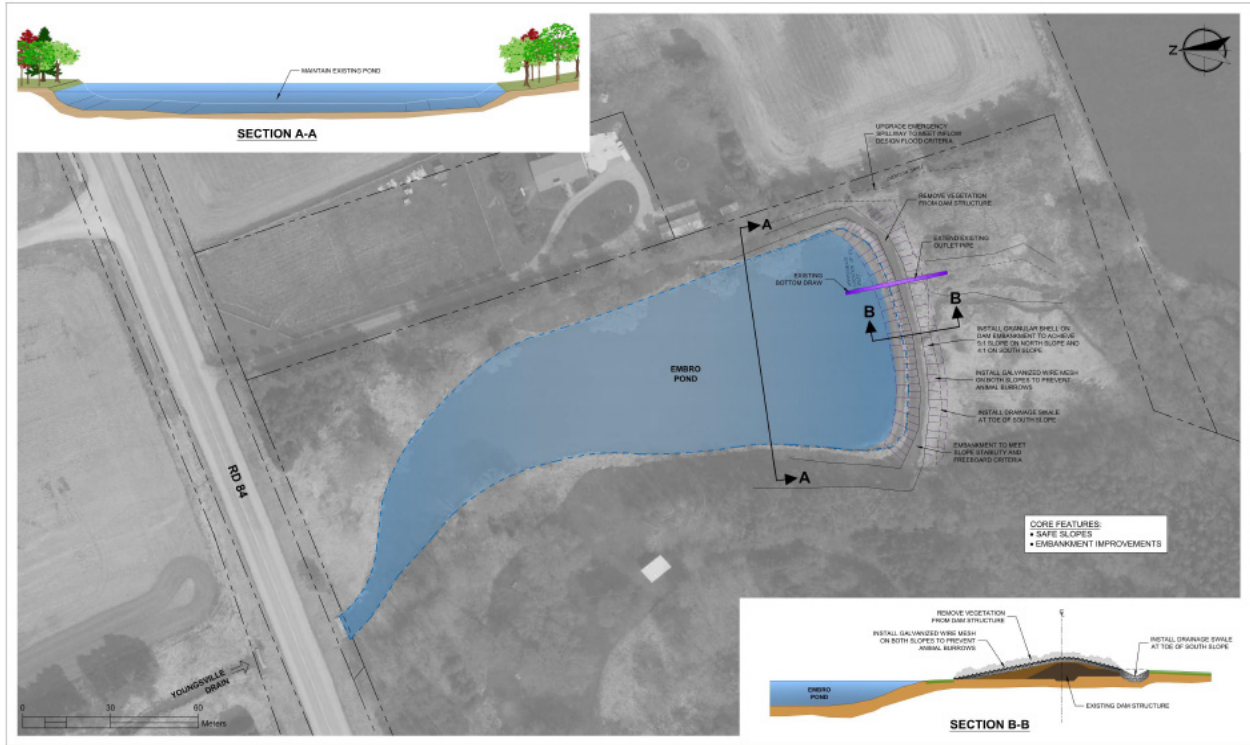 MAINTAIN EXISTING POND
SECTION A-A
Z
UPGRADE EMERGENCY
SPILLWAY TO MEET INFLOW
DESIGN FLOOD CRITERIA
REMOVE VEGETATION
FROM DAM STRUCTURE
EXTEND EXISTING
OUTLET PIPE
A
EXISTING
BOTTOM DRAW
B
B
INSTALL GRANULAR SHELL ON
DAM EMBANKMENT TO ACHIEVE
5:1 SLOPE ON NORTH SLOPE AND
4:1 ON SOUTH SLOPE
EMBRO
POND
INSTALL GALVANIZED WIRE MESH
ON BOTH SLOPES TO PREVENT
ANIMAL BURROWS
INSTALL DRAINAGE SWALE
AT TOE OF SOUTH SLOPE
EMBANKMENT TO MEET
SLOPE STABILITY AND
FREEBOARD CRITERIA
A
RD 84
CORE FEATURES:
• SAFE SLOPES
• EMBANKMENT IMPROVEMENTS
YOUNGSVILLE
DRAIN
0 30 60
Meters
REMOVE VEGETATION
FROM DAM STRUCTURE
INSTALL GALVANIZED WIRE MESH
ON BOTH SLOPES TO PREVENT
ANIMAL BURROWS
INSTALL DRAINAGE SWALE
AT TOE OF SOUTH SLOPE
EMBRO
POND
EXISTING DAM STRUCTURE
SECTION B-B